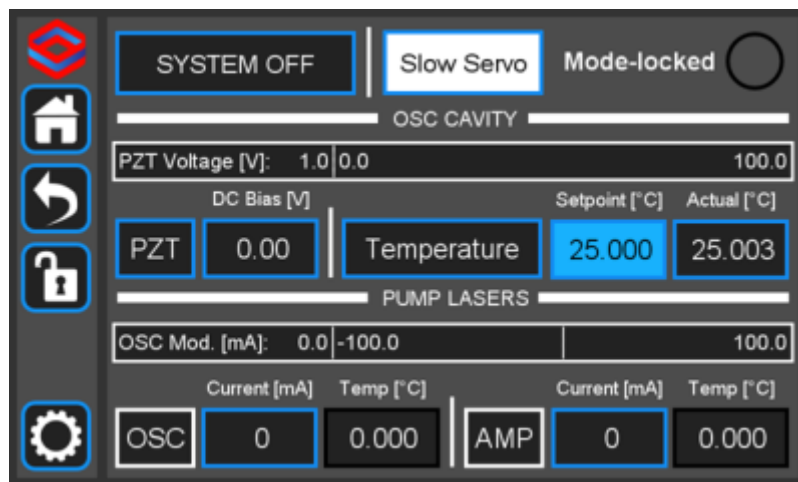 SYSTEM OFF Slow Servo Mode-locked
OSC CAVITY
PZT Voltage [V]: 1.0 0.0 100.0
DC Bias [V] Setpoint [°C] Actual [°C]
PZT 0.00 Temperature 25.000 25.003
PUMP LASERS
OSC Mod. [mA]: 0.0 -100.0 100.0
Current [mA] Temp [°C] Current [mA] Temp [°C]
OSC 0 0.000 AMP 0 0.000